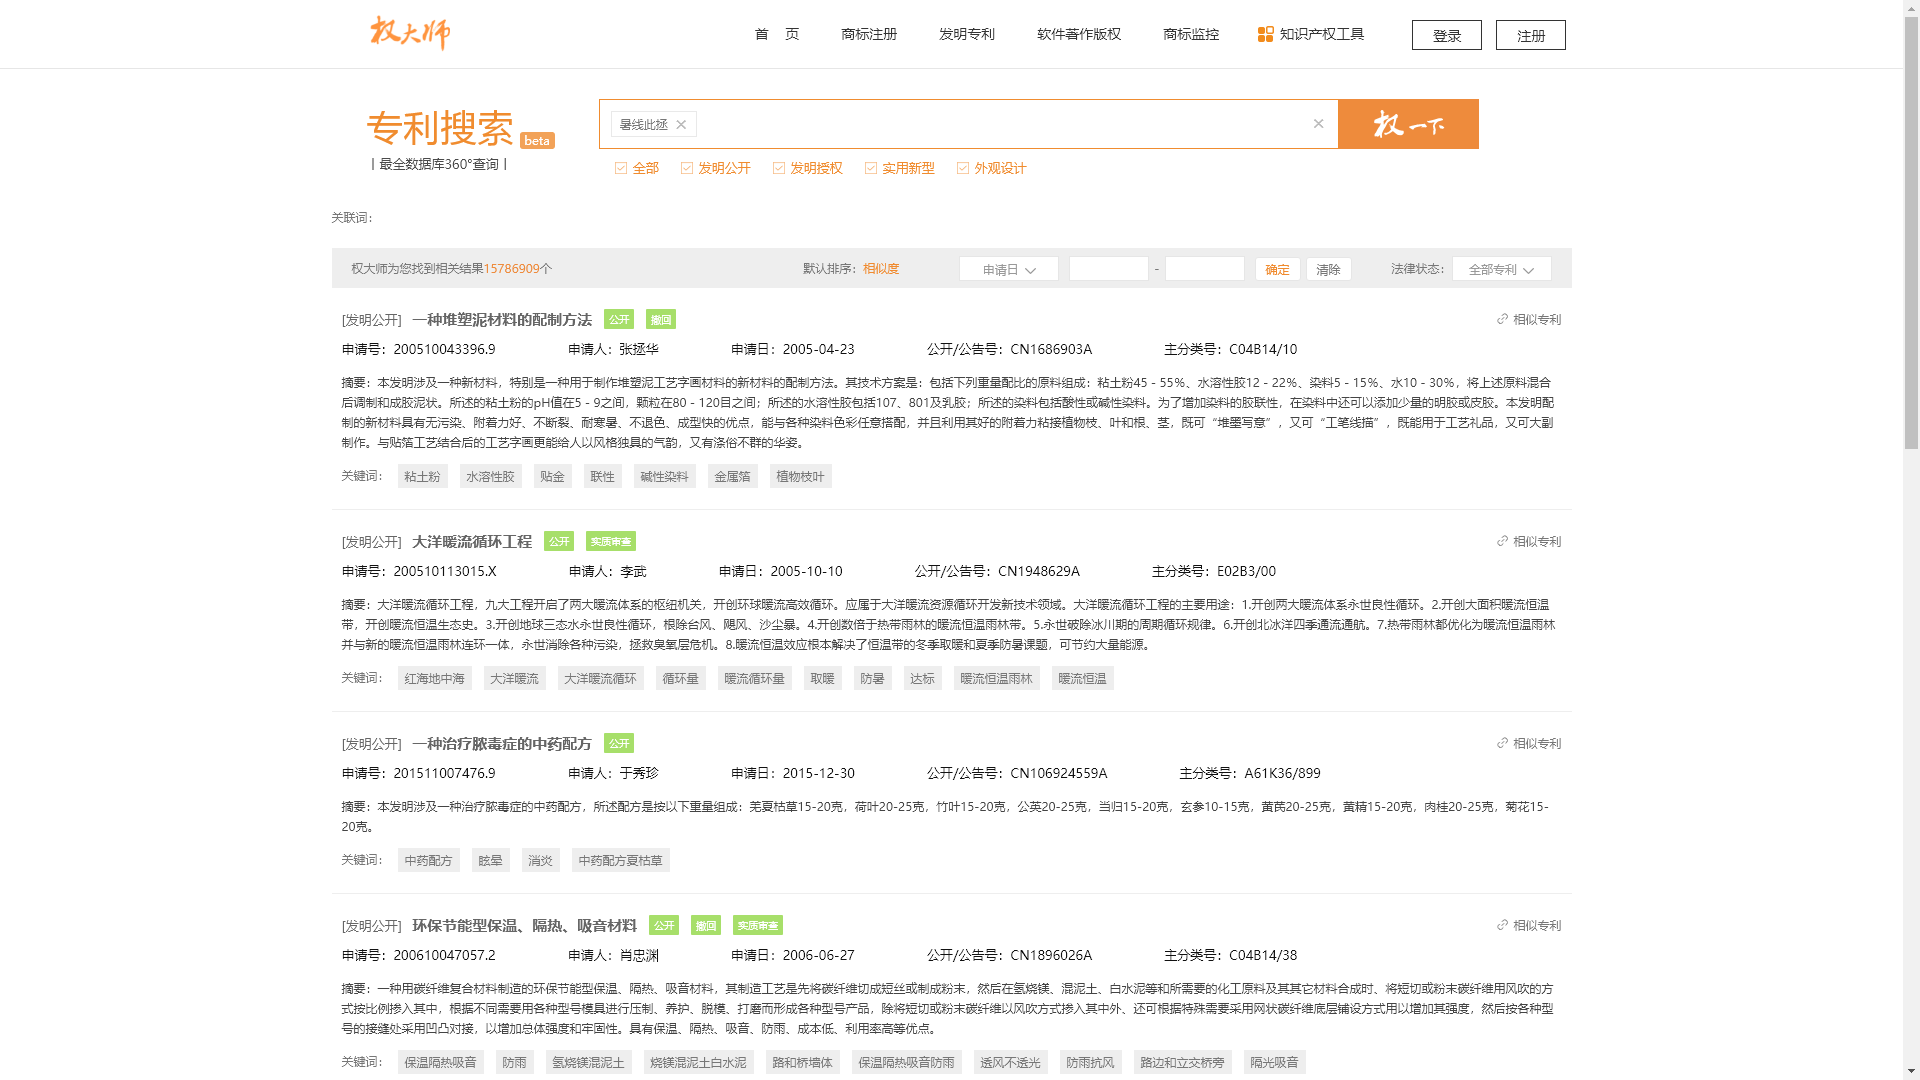 权大师
首 页 商标注册 发明专利 软件著作版权 商标监控 知识产权工具 登录 注册
专利搜索 beta
丨最全数据库360°查询丨
暑线此拯 权一下
全部 发明公开 发明授权 实用新型 外观设计
关联词:
权大师为您找到相关结果15786909个 默认排序: 相似度 申请日 - 确定 清除 法律状态: 全部专利
[发明公开] 一种堆塑泥材料的配制方法 公开 撤回 相似专利
申请号: 200510043396.9 申请人: 张拯华 申请日: 2005-04-23 公开/公告号: CN1686903A 主分类号: C04B14/10
摘要: 本发明涉及一种新材料，特别是一种用于制作堆塑泥工艺字画材料的新材料的配制方法。其技术方案是：包括下列重量配比的原料组成：粘土粉45－55%、水溶性胶12－22%、染料5－15%、水10－30%，将上述原料混合
后调制和成胶泥状。所述的粘土粉的pH值在5－9之间，颗粒在80－120目之间；所述的水溶性胶包括107、801及乳胶；所述的染料包括酸性或碱性染料。为了增加染料的胶联性，在染料中还可以添加少量的明胶或皮胶。本发明配
制的新材料具有无污染、附着力好、不断裂、耐寒暑、不退色、成型快的优点，能与各种染料色彩任意搭配，并且利用其好的附着力粘接植物枝、叶和根、茎，既可“堆墨写意”，又可“工笔线描”，既能用于工艺礼品，又可大副
制作。与贴箔工艺结合后的工艺字画更能给人以风格独具的气韵，又有涤俗不群的华姿。
关键词: 粘土粉 水溶性胶 贴金 联性 碱性染料 金属箔 植物枝叶
[发明公开] 大洋暖流循环工程 公开 实质审查 相似专利
申请号: 200510113015.X 申请人: 李武 申请日: 2005-10-10 公开/公告号: CN1948629A 主分类号: E02B3/00
摘要: 大洋暖流循环工程，九大工程开启了两大暖流体系的枢纽机关，开创环球暖流高效循环。应属于大洋暖流资源循环开发新技术领域。大洋暖流循环工程的主要用途：1.开创两大暖流体系永世良性循环。2.开创大面积暖流恒温
带，开创暖流恒温生态史。3.开创地球三态水永世良性循环，根除台风、飓风、沙尘暴。4.开创数倍于热带雨林的暖流恒温雨林带。5.永世破除冰川期的周期循环规律。6.开创北冰洋四季通流通航。7.热带雨林都优化为暖流恒温雨林
并与新的暖流恒温雨林连环一体，永世消除各种污染，拯救臭氧层危机。8.暖流恒温效应根本解决了恒温带的冬季取暖和夏季防暑课题，可节约大量能源。
关键词: 红海地中海 大洋暖流 大洋暖流循环 循环量 暖流循环量 取暖 防暑 达标 暖流恒温雨林 暖流恒温
[发明公开] 一种治疗脓毒症的中药配方 公开 相似专利
申请号: 201511007476.9 申请人: 于秀珍 申请日: 2015-12-30 公开/公告号: CN106924559A 主分类号: A61K36/899
摘要: 本发明涉及一种治疗脓毒症的中药配方，所述配方是按以下重量组成：羌夏枯草15-20克，荷叶20-25克，竹叶15-20克，公英20-25克，当归15-20克，玄参10-15克，黄芪20-25克，黄精15-20克，肉桂20-25克，菊花15-
20克。
关键词: 中药配方 眩晕 消炎 中药配方夏枯草
[发明公开] 环保节能型保温、隔热、吸音材料 公开 撤回 实质审查 相似专利
申请号: 200610047057.2 申请人: 肖忠渊 申请日: 2006-06-27 公开/公告号: CN1896026A 主分类号: C04B14/38
摘要: 一种用碳纤维复合材料制造的环保节能型保温、隔热、吸音材料，其制造工艺是先将碳纤维切成短丝或制成粉末，然后在氢烧镁、混泥土、白水泥等和所需要的化工原料及其其它材料合成时、将短切或粉末碳纤维用风吹的方
式按比例掺入其中，根据不同需要用各种型号模具进行压制、养护、脱模、打磨而形成各种型号产品，除将短切或粉末碳纤维以风吹方式掺入其中外、还可根据特殊需要采用网状碳纤维底层铺设方式用以增加其强度，然后按各种型
号的接缝处采用凹凸对接，以增加总体强度和牢固性。具有保温、隔热、吸音、防雨、成本低、利用率高等优点。
关键词: 保温隔热吸音 防雨 氢烧镁混泥土 烧镁混泥土白水泥 路和桥墙体 保温隔热吸音防雨 透风不透光 防雨抗风 路边和立交桥旁 隔光吸音